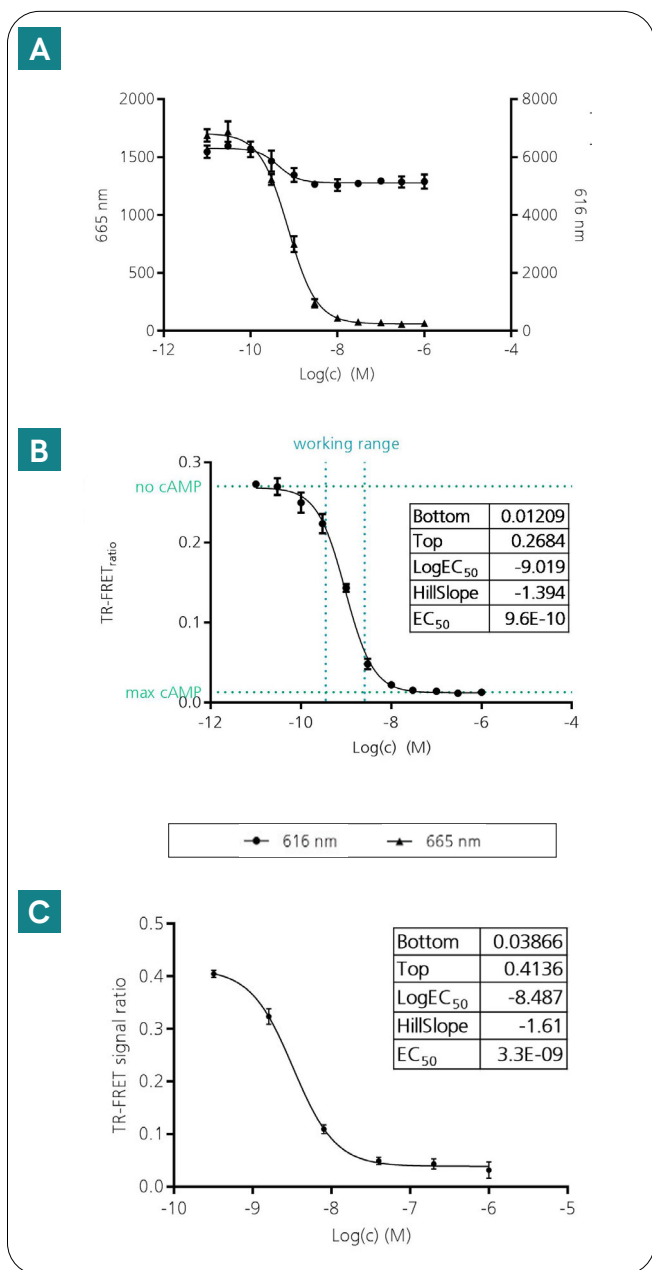 A
2000
1500
1000
500
0
665 nm
8000
6000
4000
2000
0
616 nm
-12 -10 -8 -6 -4
Log(c) (M)
B
working range
0.3
no cAMP
0.2
0.1
max cAMP
0.0
TR-FRETratio
Bottom 0.01209
Top 0.2684
LogEC50 -9.019
HillSlope -1.394
EC50 9.6E-10
-12 -10 -8 -6 -4
Log(c) (M)
616 nm 665 nm
C
0.5
0.4
0.3
0.2
0.1
0.0
TR-FRET signal ratio
Bottom 0.03866
Top 0.4136
LogEC50 -8.487
HillSlope -1.61
EC50 3.3E-09
-10 -9 -8 -7 -6 -5
Log(c) (M)